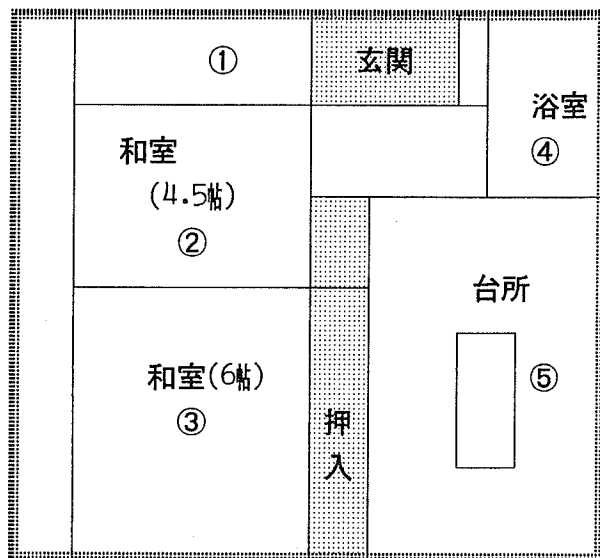 ①
玄関
浴室
④
和室
(4.5帖)
②
台所
⑤
和室(6帖)
③
押
入